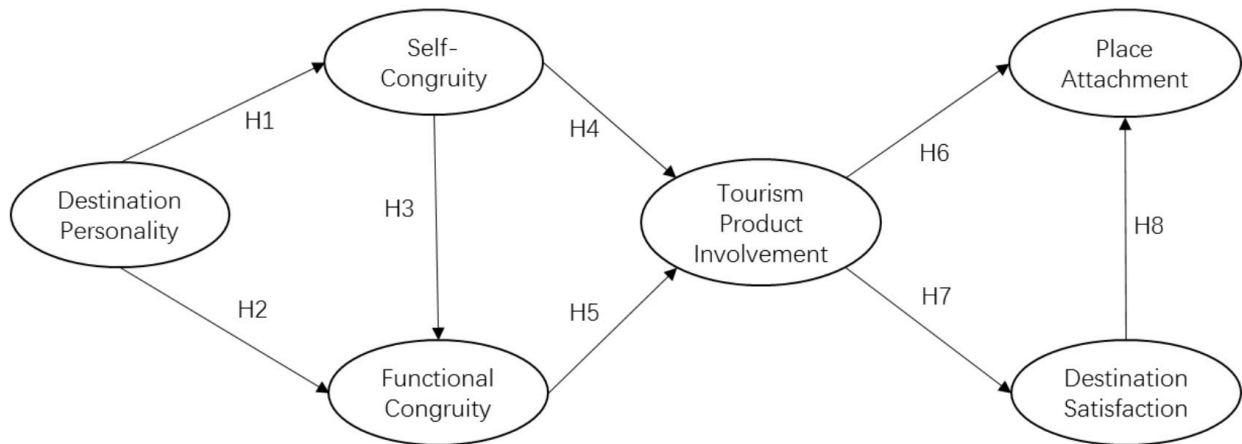 Self-
Congruity
Place
Attachment
H1
H4
H6
Destination
Personality
H3
Tourism
Product
Involvement
H8
H2
H5
H7
Functional
Congruity
Destination
Satisfaction